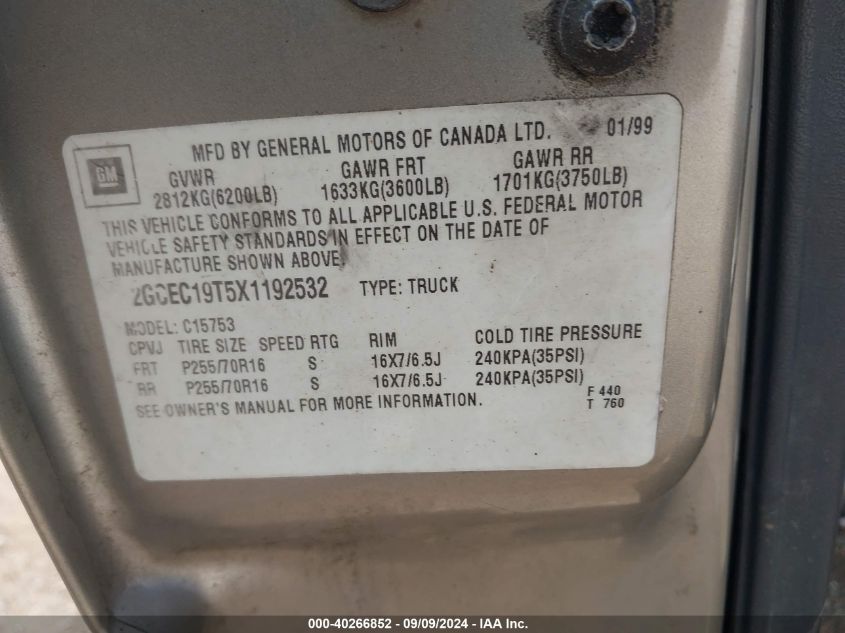 MFD BY GENERAL MOTORS OF CANADA LTD. 01/99
GM
GVWR GAWR FRT GAWR RR
2812KG(6200LB) 1633KG(3600LB) 1701KG(3750LB)
THIS VEHICLE CONFORMS TO ALL APPLICABLE U.S. FEDERAL MOTOR
VEHICLE SAFETY STANDARDS IN EFFECT ON THE DATE OF
MANUFACTURE SHOWN ABOVE.
2GCEC19T5X1192532 TYPE: TRUCK
MODEL: C15753
CPVJ TIRE SIZE SPEED RTG RIM COLD TIRE PRESSURE
FRT P255/70R16 S 16X7/6.5J 240KPA(35PSI)
RR P255/70R16 S 16X7/6.5J 240KPA(35PSI)
SEE OWNER'S MANUAL FOR MORE INFORMATION.
F 440
T 760
000-40266852 - 09/09/2024 - IAA Inc.